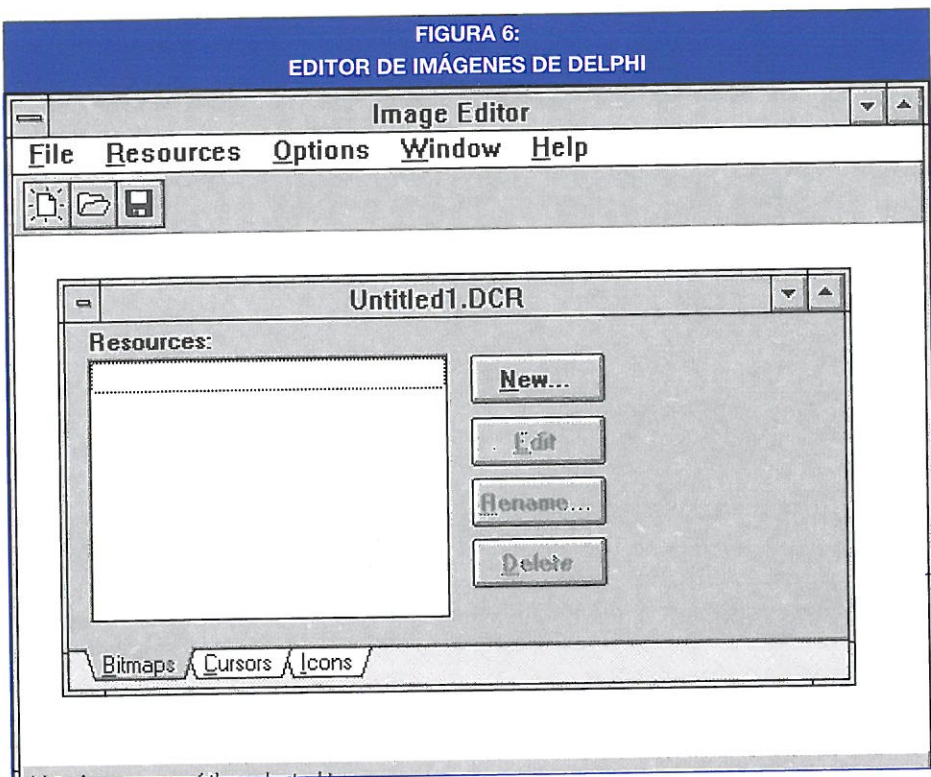 FIGURA 6:
EDITOR DE IMÁGENES DE DELPHI
Image Editor
File Resources Options Window Help
Untitled1.DCR
Resources:
New...
Edit
Rename...
Delete
Bitmaps Cursors Icons